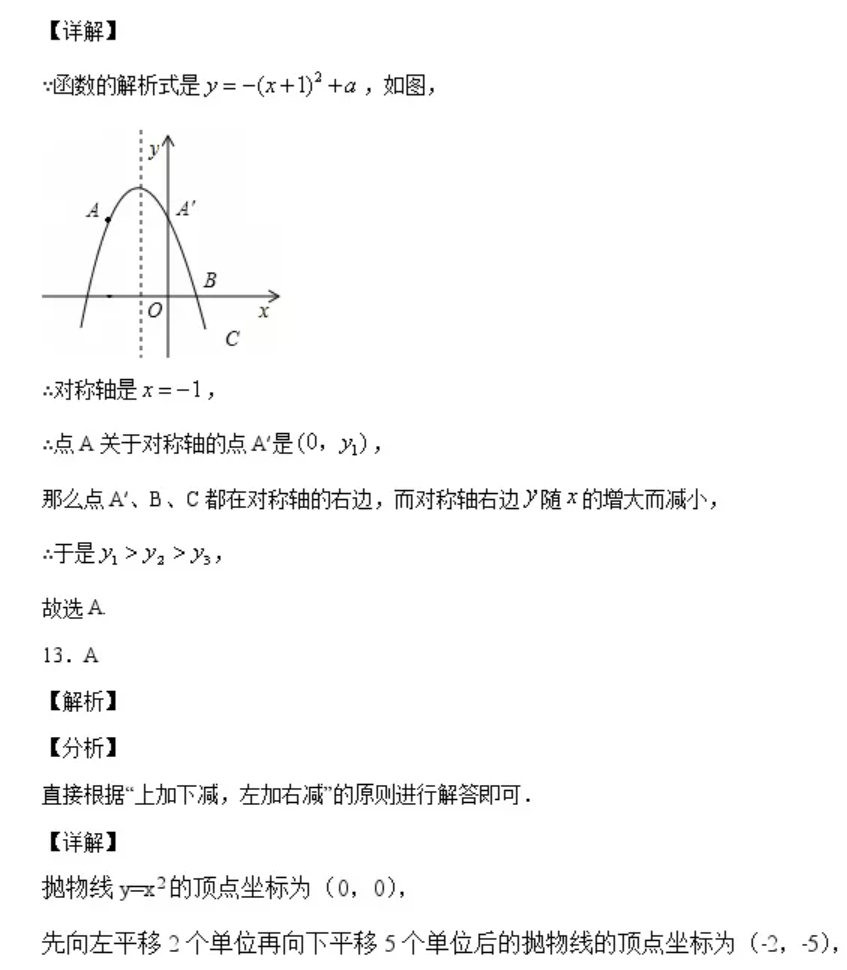 【详解】
∵函数的解析式是y=-(x+1)²+a，如图，
y
A
A′
B
O
x
C
∴对称轴是x=-1，
∴点A关于对称轴的点A′是(0，y₁)，
那么点A′、B、C都在对称轴的右边，而对称轴右边y随x的增大而减小，
∴于是y₁>y₂>y₃，
故选A.
13．A
【解析】
【分析】
直接根据“上加下减，左加右减”的原则进行解答即可．
【详解】
抛物线y=x²的顶点坐标为（0，0），
先向左平移2个单位再向下平移5个单位后的抛物线的顶点坐标为（-2，-5），